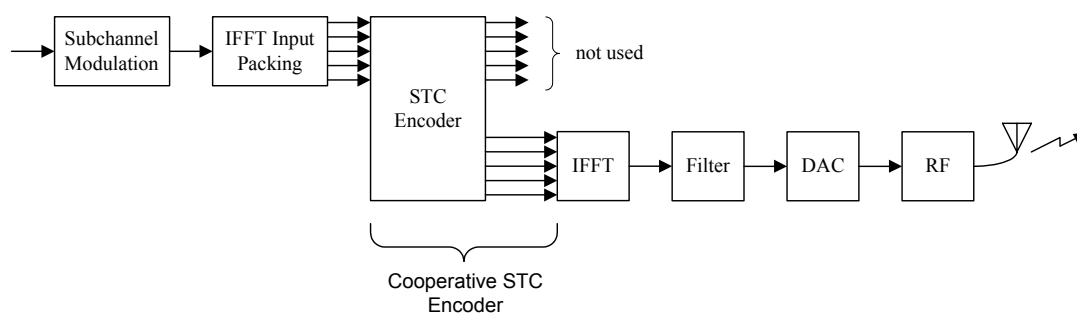 Subchannel
Modulation
IFFT Input
Packing
STC
Encoder
not used
IFFT
Filter
DAC
RF
Cooperative STC
Encoder